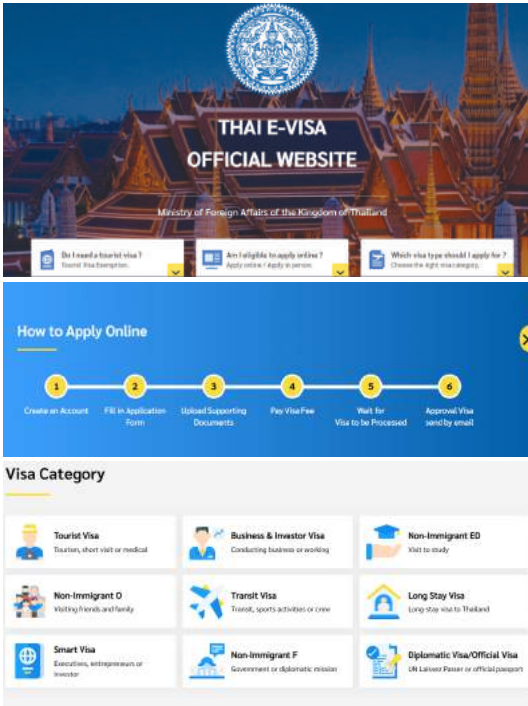 THAI E-VISA
OFFICIAL WEBSITE
Ministry of Foreign Affairs of the Kingdom of Thailand
Do I need a tourist visa ?
Tourist Visa Exemption.
Am I eligible to apply online ?
Apply online / Apply in person.
Which visa type should I apply for ?
Choose the right visa category.
How to Apply Online
1
2
3
4
5
6
Create an Account
Fill in Application
Form
Upload Supporting
Documents
Pay Visa Fee
Wait for
Visa to be Processed
Approval Visa
send by email
Visa Category
Tourist Visa
Tourism, short visit or medical
Business & Investor Visa
Conducting business or working
Non-Immigrant ED
Visit to study
Non-Immigrant O
Visiting friends and family
Transit Visa
Transit, sports activities or crew
Long Stay Visa
Long-stay visa to Thailand
Smart Visa
Executives, entrepreneurs or
investor
Non-Immigrant F
Government or diplomatic mission
Diplomatic Visa/Official Visa
UN Laissez Passer or official passport